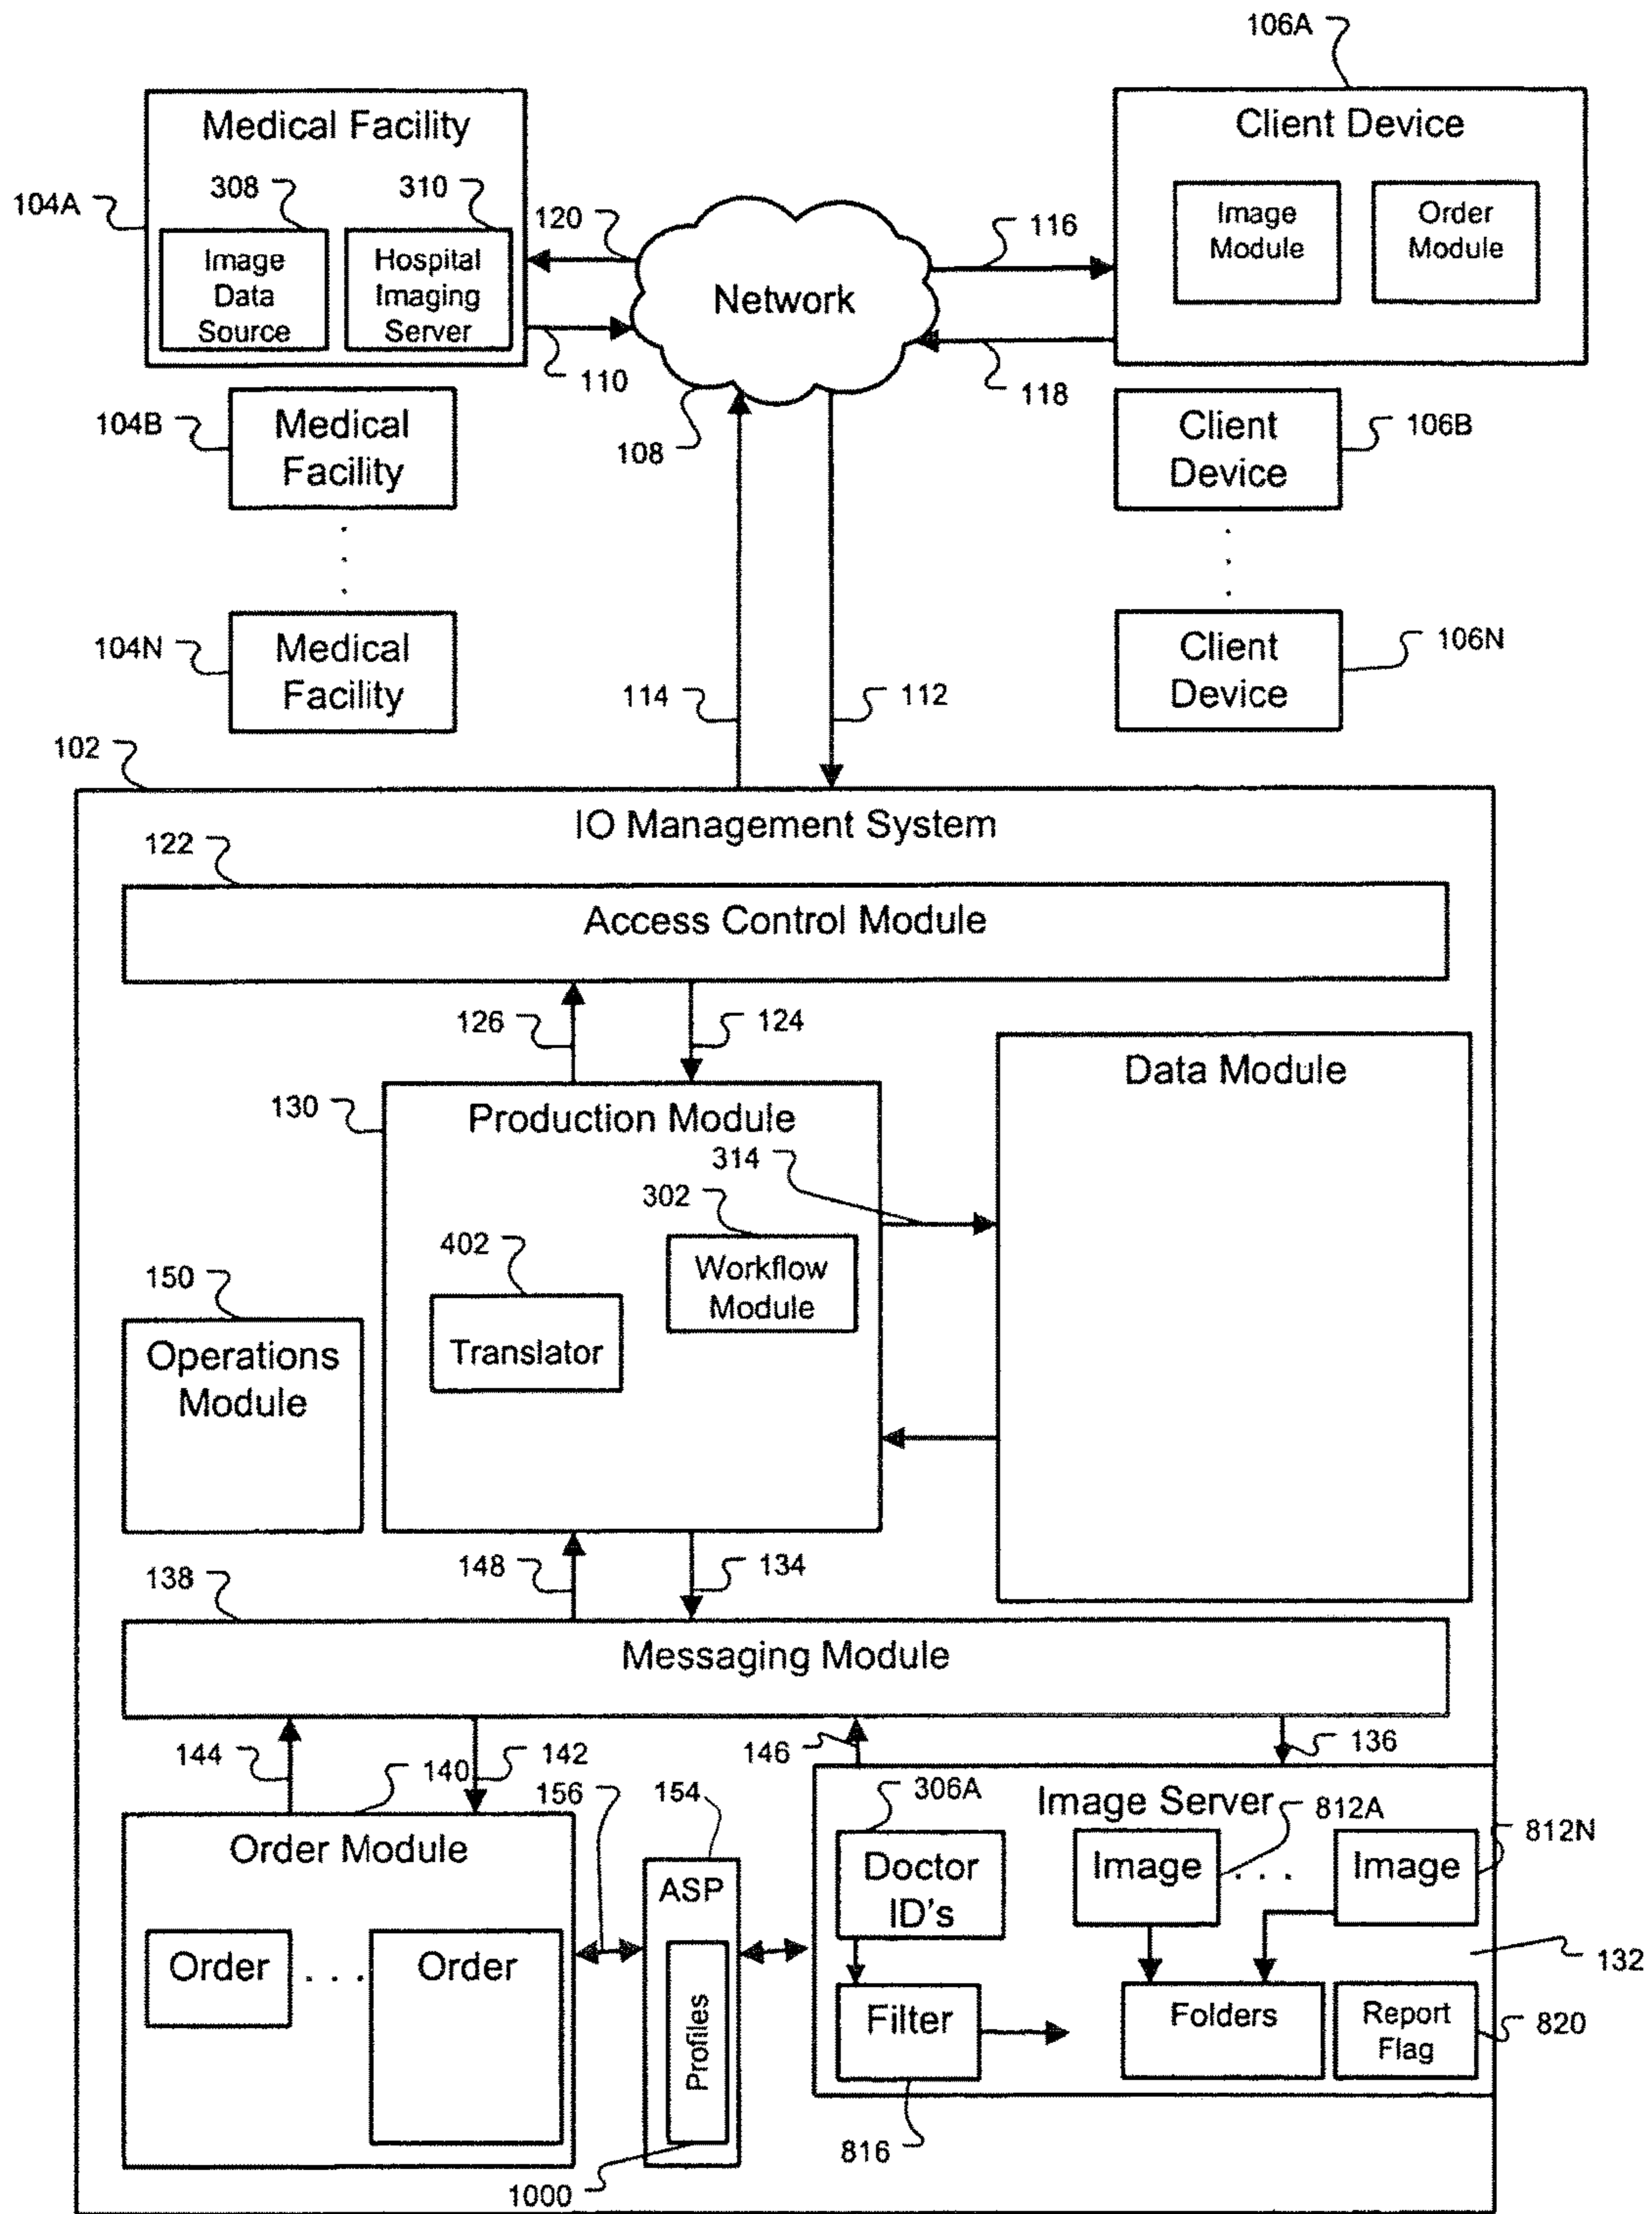 106A
Medical Facility
Client Device
104A
308
310
120
116
Image
Data
Source
Hospital
Imaging
Server
Network
Image
Module
Order
Module
110
118
108
104B
Medical
Facility
Client
Device
106B
.
.
.
.
.
.
104N
Medical
Facility
Client
Device
106N
114
112
102
IO Management System
122
Access Control Module
126
124
130
Production Module
Data Module
314
302
402
Workflow
Module
Translator
150
Operations
Module
148
134
138
Messaging Module
144
142
140
146
136
156
154
306A
Image Server
812A
812N
Order Module
ASP
Doctor
ID's
Image
. . .
Image
Order
. . .
Order
Profiles
132
Filter
Folders
Report
Flag
820
816
1000